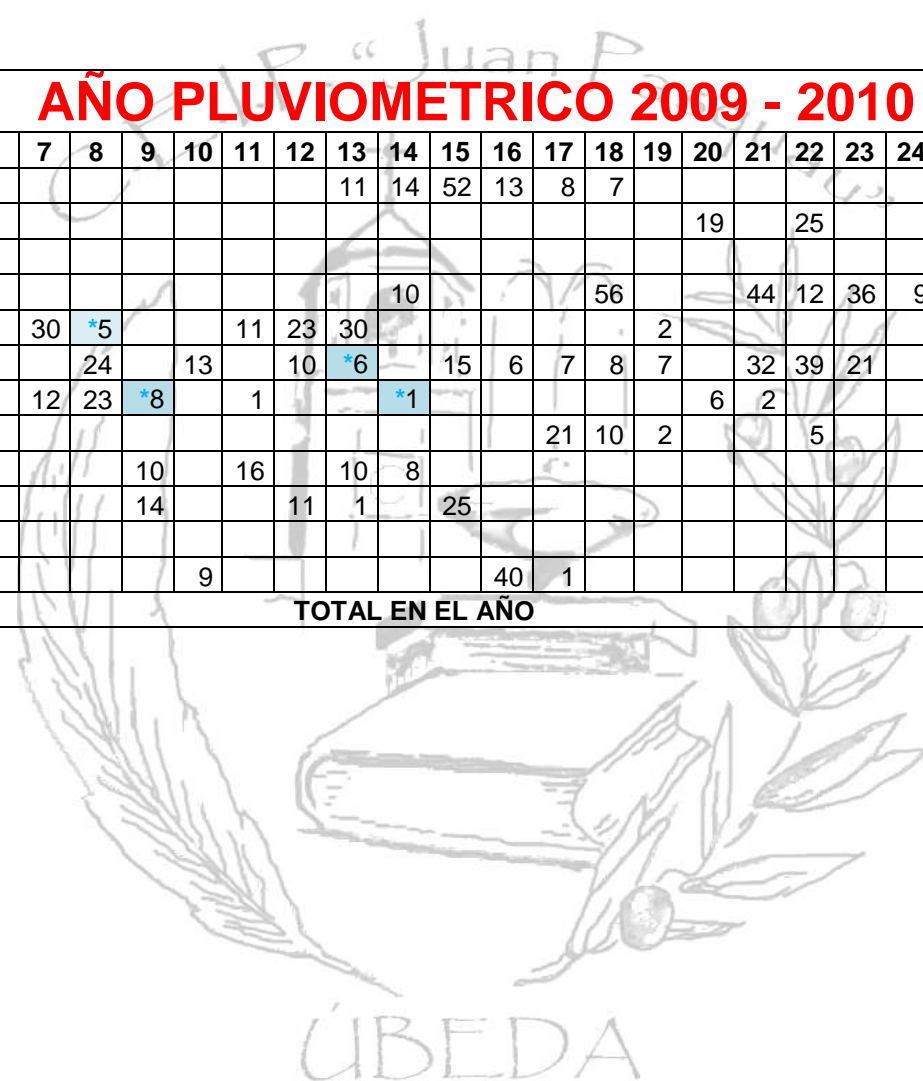 C.E.I.P. "Juan Pasquau"
AÑO PLUVIOMETRICO 2009 - 2010
7 8 9 10 11 12 13 14 15 16 17 18 19 20 21 22 23 24
11 14 52 13 8 7
19 25
10 56 44 12 36 9
30 *5 11 23 30 2
24 13 10 *6 15 6 7 8 7 32 39 21
12 23 *8 1 *1 6 2
21 10 2 5
10 16 10 8
14 11 1 25
9 40 1
TOTAL EN EL AÑO
ÚBEDA